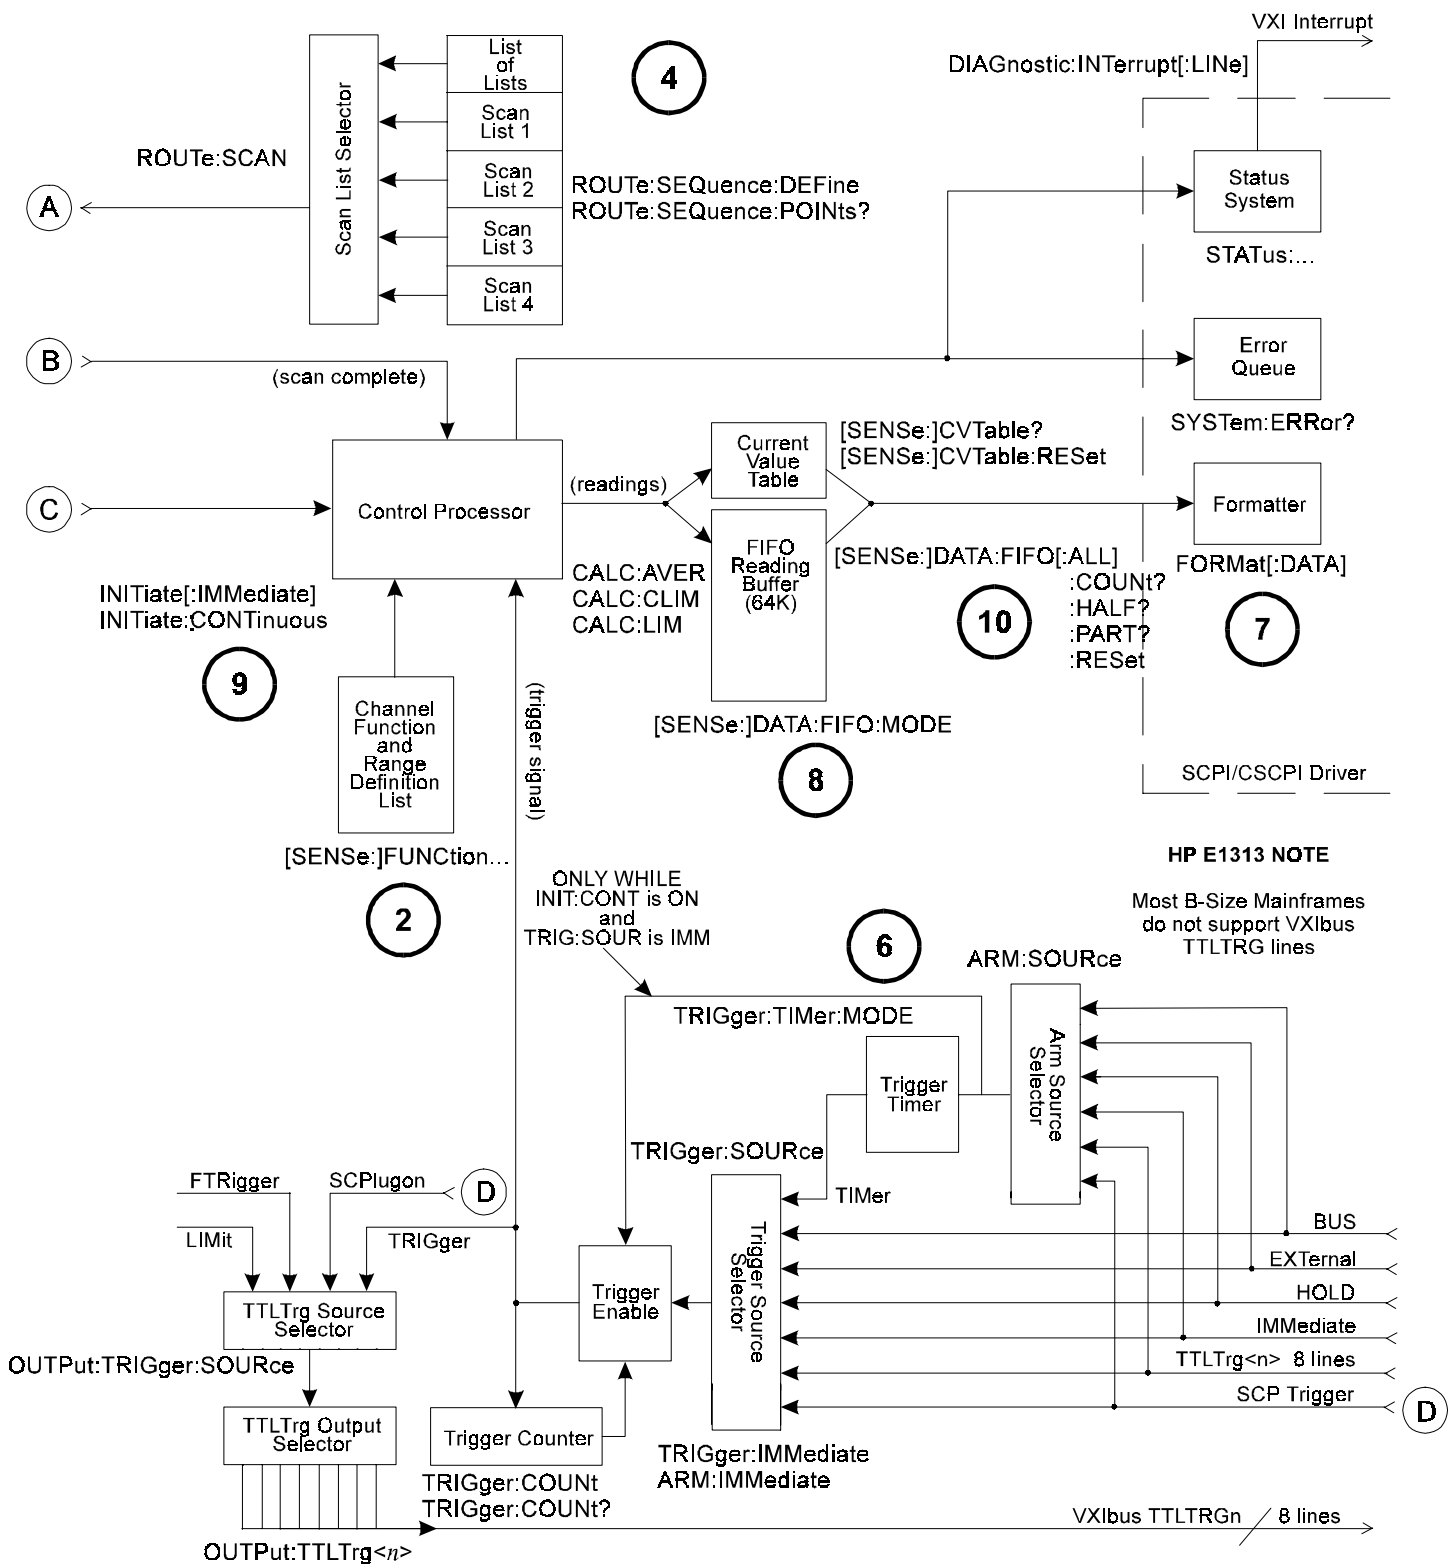 VXI Interrupt
DIAGnostic:INTerrupt[:LINe]
List
of
Lists
4
Scan
List 1
Scan List Selector
ROUTe:SCAN
Scan
List 2
ROUTe:SEQuence:DEFine
ROUTe:SEQuence:POINts?
Status
System
A
Scan
List 3
STATus:...
Scan
List 4
B
(scan complete)
Error
Queue
SYSTem:ERRor?
Current
Value
Table
[SENSe:]CVTable?
[SENSe:]CVTable:RESet
C
Control Processor
(readings)
Formatter
FIFO
Reading
Buffer
(64K)
[SENSe:]DATA:FIFO[:ALL]
:COUNt?
:HALF?
:PART?
:RESet
FORMat[:DATA]
CALC:AVER
CALC:CLIM
CALC:LIM
INITiate[:IMMediate]
INITiate:CONTinuous
10
7
9
Channel
Function
and
Range
Definition
List
(trigger signal)
[SENSe:]DATA:FIFO:MODE
8
SCPI/CSCPI Driver
[SENSe:]FUNCtion...
2
HP E1313 NOTE
Most B-Size Mainframes
do not support VXIbus
TTLTRG lines
ONLY WHILE
INIT:CONT is ON
and
TRIG:SOUR is IMM
6
ARM:SOURce
TRIGger:TIMer:MODE
Arm Source
Selector
Trigger
Timer
TRIGger:SOURce
FTRigger
SCPlugon
D
TIMer
LIMit
TRIGger
Trigger Source
Selector
BUS
EXTernal
Trigger
Enable
HOLD
TTLTrg Source
Selector
IMMediate
OUTPut:TRIGger:SOURce
TTLTrg<n> 8 lines
SCP Trigger
D
TTLTrg Output
Selector
Trigger Counter
TRIGger:IMMediate
ARM:IMMediate
TRIGger:COUNt
TRIGger:COUNt?
VXIbus TTLTRGn
8 lines
OUTPut:TTLTrg<n>